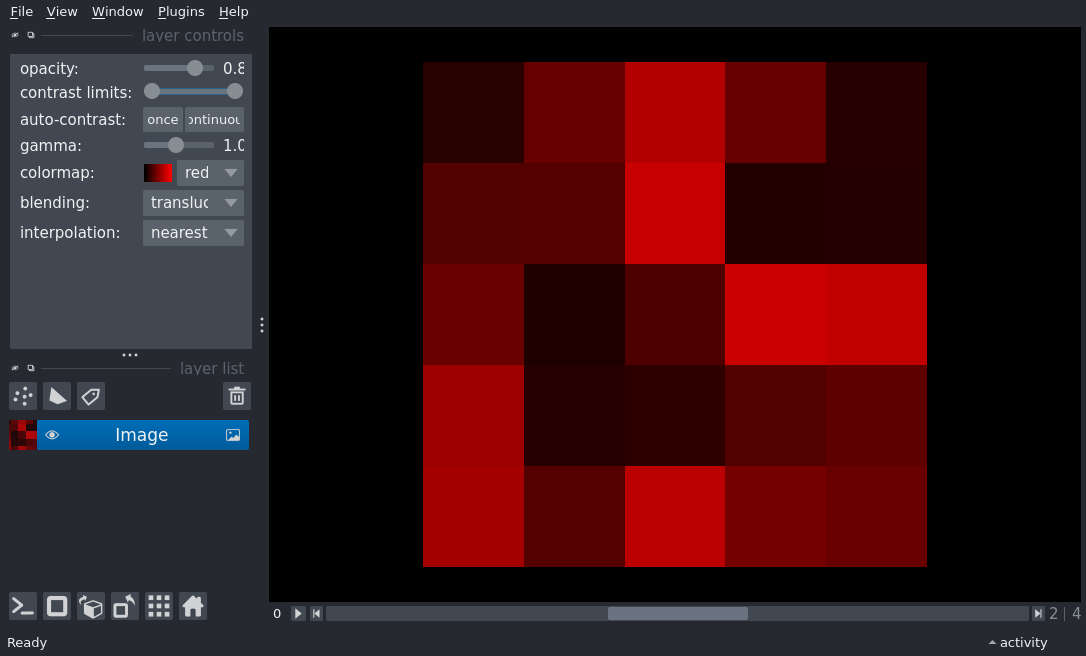 File View Window Plugins Help
layer controls
opacity: 0.8
contrast limits:
auto-contrast: once ontinuou
gamma: 1.0
colormap: red
blending: transluc
interpolation: nearest
layer list
Image
0 2 | 4
Ready
activity